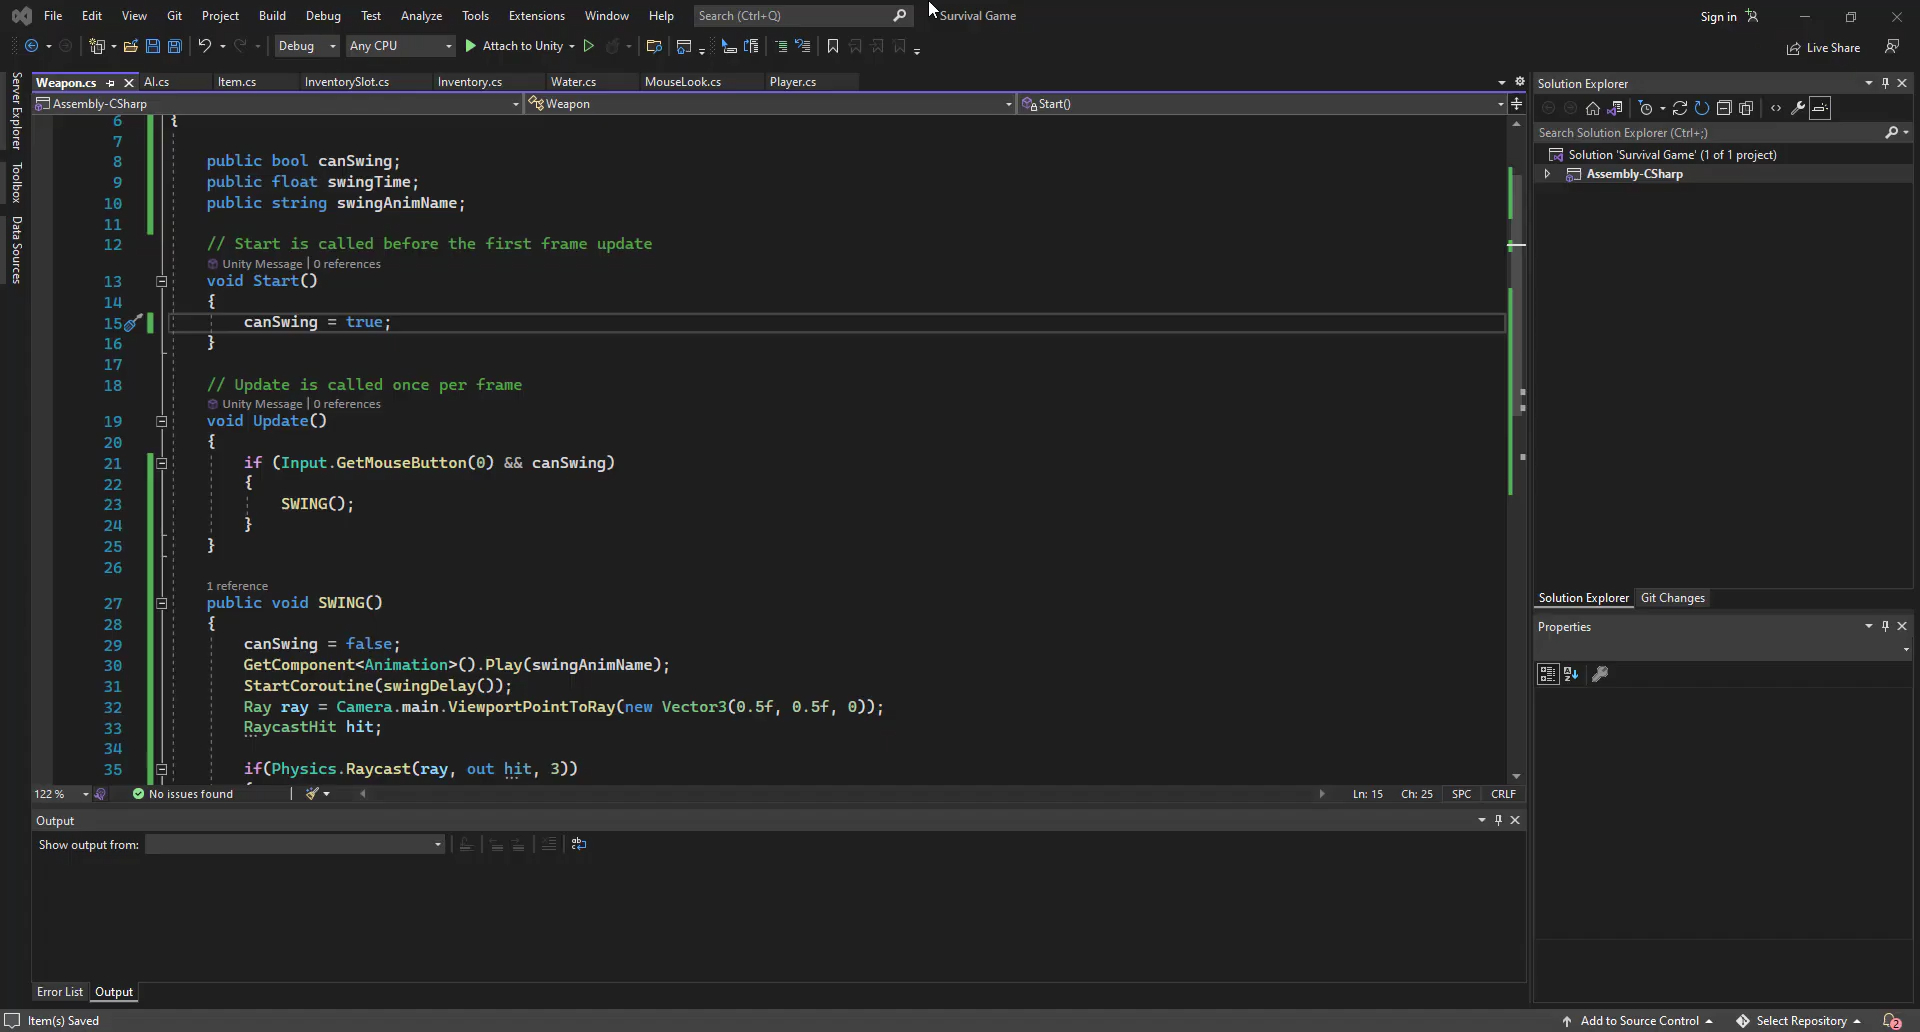 File Edit View Git Project Build Debug Test Analyze Tools Extensions Window Help Search (Ctrl+Q) Survival Game Sign in
Debug Any CPU Attach to Unity Live Share
Weapon.cs AI.cs Item.cs InventorySlot.cs Inventory.cs Water.cs MouseLook.cs Player.cs
Assembly-CSharp Weapon Start()
Server Explorer
Toolbox
Data Sources
6 {
7
8 public bool canSwing;
9 public float swingTime;
10 public string swingAnimName;
11
12 // Start is called before the first frame update
Unity Message | 0 references
13 void Start()
14 {
15 canSwing = true;
16 }
17
18 // Update is called once per frame
Unity Message | 0 references
19 void Update()
20 {
21 if (Input.GetMouseButton(0) && canSwing)
22 {
23 SWING();
24 }
25 }
26
1 reference
27 public void SWING()
28 {
29 canSwing = false;
30 GetComponent<Animation>().Play(swingAnimName);
31 StartCoroutine(swingDelay());
32 Ray ray = Camera.main.ViewportPointToRay(new Vector3(0.5f, 0.5f, 0));
33 RaycastHit hit;
34
35 if(Physics.Raycast(ray, out hit, 3))
122 % No issues found Ln: 15 Ch: 25 SPC CRLF
Output
Show output from:
Error List Output
Solution Explorer
Search Solution Explorer (Ctrl+;)
Solution 'Survival Game' (1 of 1 project)
Assembly-CSharp
Solution Explorer Git Changes
Properties
Item(s) Saved Add to Source Control Select Repository 2